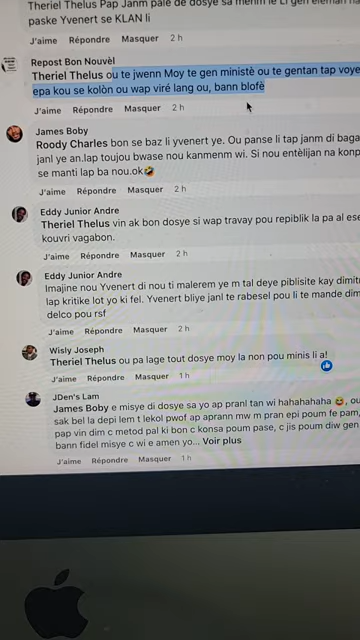 Theriel Thelus Pap Janm pale de dosye sa menm
paske Yvenert se KLAN li
J'aime Répondre Masquer 2 h
Repost Bon Nouvèl
Theriel Thelus ou te jwenn Moy te gen ministè ou te gentan tap voye
epa kou se kolòn ou wap viré lang ou, bann blofè
J'aime Répondre Masquer 2 h
James Boby
Roody Charles bon se baz li yvenert ye. Ou panse li tap janm di baga
janl ye an.lap toujou bwase nou kanmenm wi. Si nou entèlijan na konp
se manti lap ba nou.ok🤣
J'aime Répondre Masquer 2 h
Eddy Junior Andre
Theriel Thelus vin ak bon dosye si wap travay pou repiblik la pa al ese
kouvri vagabon.
J'aime Répondre Masquer 2 h
Eddy Junior Andre
Imajine nou Yvenert di nou ti malerem ye m tal deye piblisite kay dimit
lap kritike lot yo ki fel. Yvenert bliye janl te rabesel pou li te mande dim
delco pou rsf
J'aime Répondre Masquer 2 h
Wisly Joseph
Theriel Thelus ou pa lage tout dosye moy la non pou minis li a!
J'aime Répondre Masquer 1 h
JDen's Lam
James Boby e misye di dosye sa yo ap pranl tan wi hahahahaha 😂, ou
sak bel la depi lem t lekol pwof ap aprann mw m pran epi poum fe pam,
pap vin dim c metod pal ki bon c konsa poum pase, c jis poum diw gen
bann fidel misye c wi e amen yo... Voir plus
J'aime Répondre Masquer 1 h